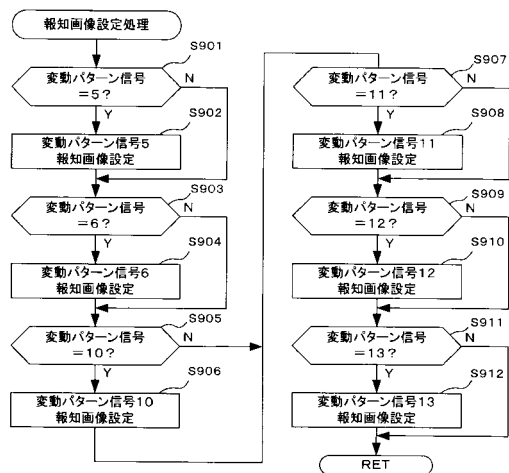 報知画像設定処理
S901
変動パターン信号
=5?
N
Y
S902
変動パターン信号5
報知画像設定
S903
変動パターン信号
=6?
N
Y
S904
変動パターン信号6
報知画像設定
S905
変動パターン信号
=10?
N
Y
S906
変動パターン信号10
報知画像設定
S907
変動パターン信号
=11?
N
Y
S908
変動パターン信号11
報知画像設定
S909
変動パターン信号
=12?
N
Y
S910
変動パターン信号12
報知画像設定
S911
変動パターン信号
=13?
N
Y
S912
変動パターン信号13
報知画像設定
RET